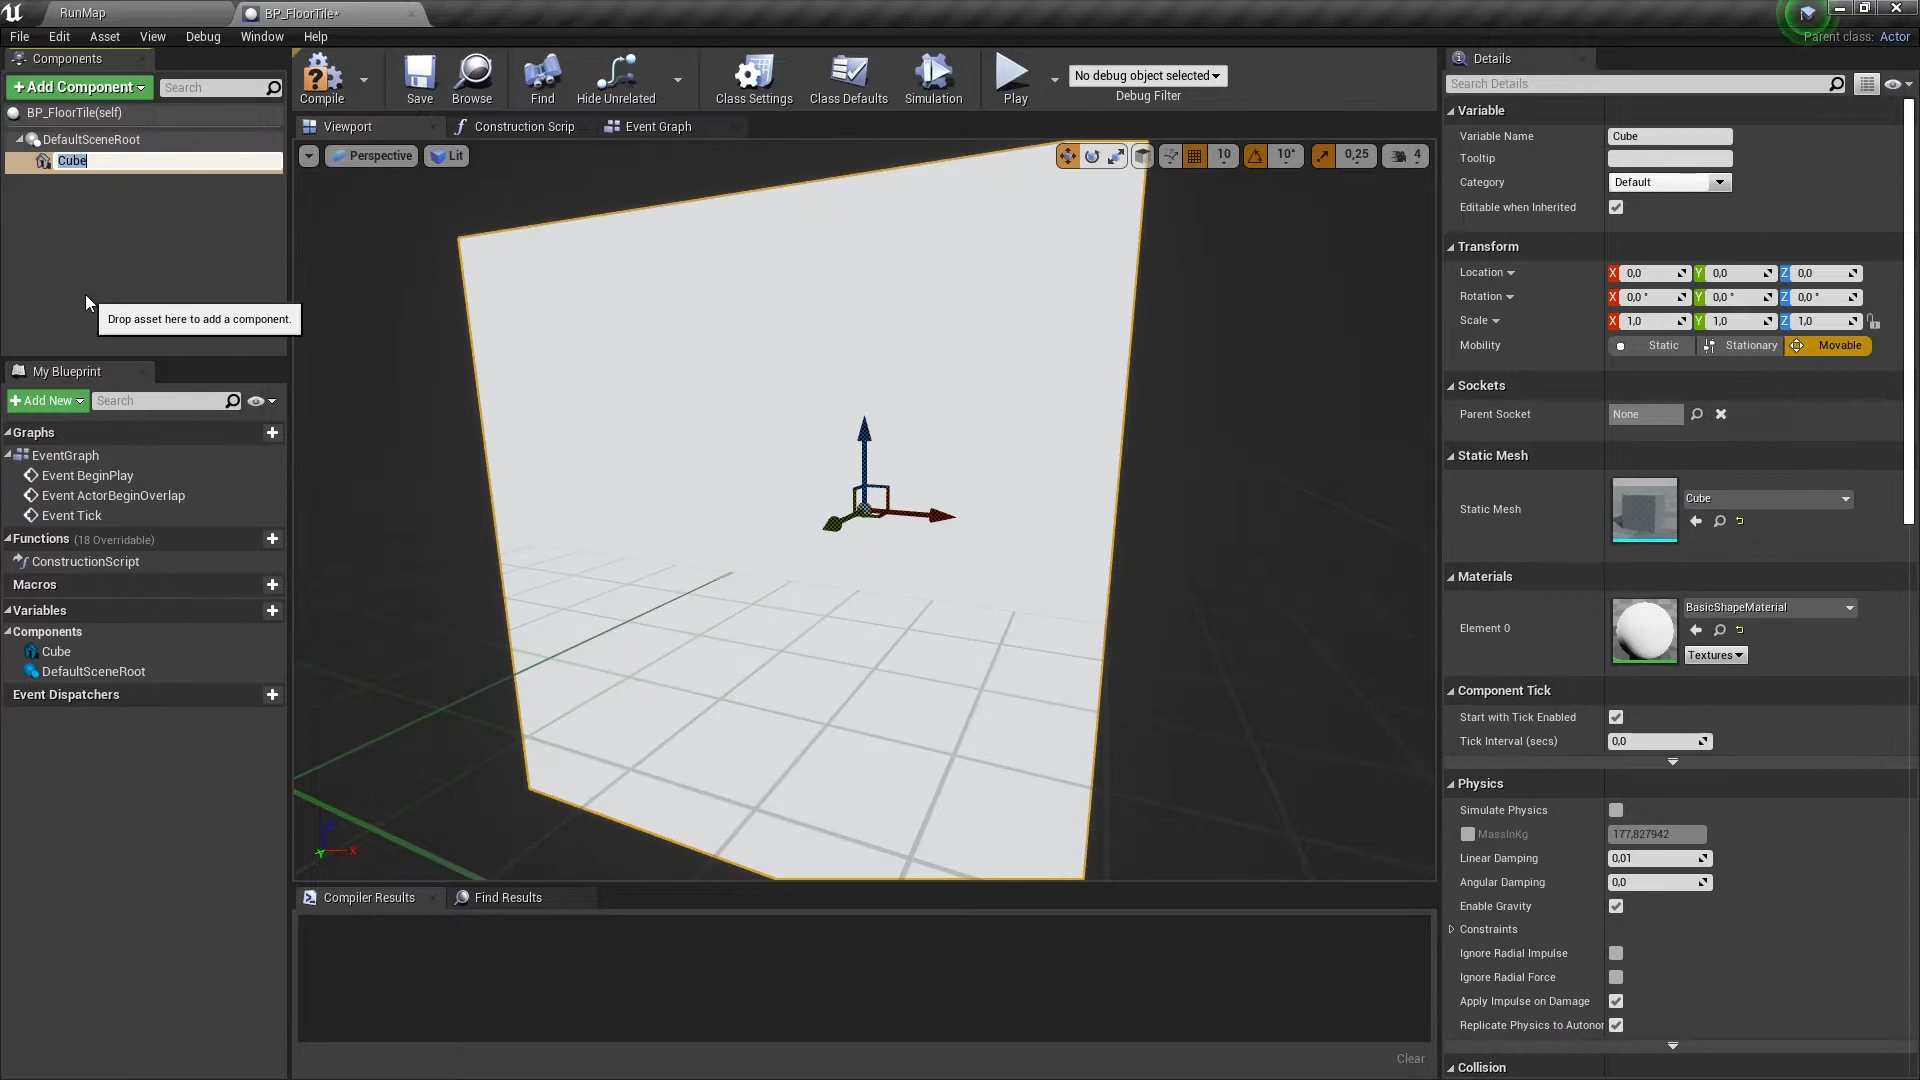 RunMap
BP_FloorTile*
File Edit Asset View Debug Window Help
Parent class: Actor
Components
+Add Component
Search
BP_FloorTile(self)
DefaultSceneRoot
Cube
Drop asset here to add a component.
My Blueprint
+Add New
Search
Graphs
EventGraph
Event BeginPlay
Event ActorBeginOverlap
Event Tick
Functions (18 Overridable)
ConstructionScript
Macros
Variables
Components
Cube
DefaultSceneRoot
Event Dispatchers
Compile
Save
Browse
Find
Hide Unrelated
Class Settings
Class Defaults
Simulation
Play
No debug object selected
Debug Filter
Viewport
Construction Scrip
Event Graph
Perspective
Lit
10
10°
0,25
4
X
Compiler Results
Find Results
Clear
Details
Search Details
Variable
Variable Name Cube
Tooltip
Category Default
Editable when Inherited
Transform
Location X 0,0 Y 0,0 Z 0,0
Rotation X 0,0 ° Y 0,0 ° Z 0,0 °
Scale X 1,0 Y 1,0 Z 1,0
Mobility Static Stationary Movable
Sockets
Parent Socket None
Static Mesh
Static Mesh Cube
Materials
Element 0 BasicShapeMaterial
Textures
Component Tick
Start with Tick Enabled
Tick Interval (secs) 0,0
Physics
Simulate Physics
MassInKg 177,827942
Linear Damping 0,01
Angular Damping 0,0
Enable Gravity
Constraints
Ignore Radial Impulse
Ignore Radial Force
Apply Impulse on Damage
Replicate Physics to Autonor
Collision